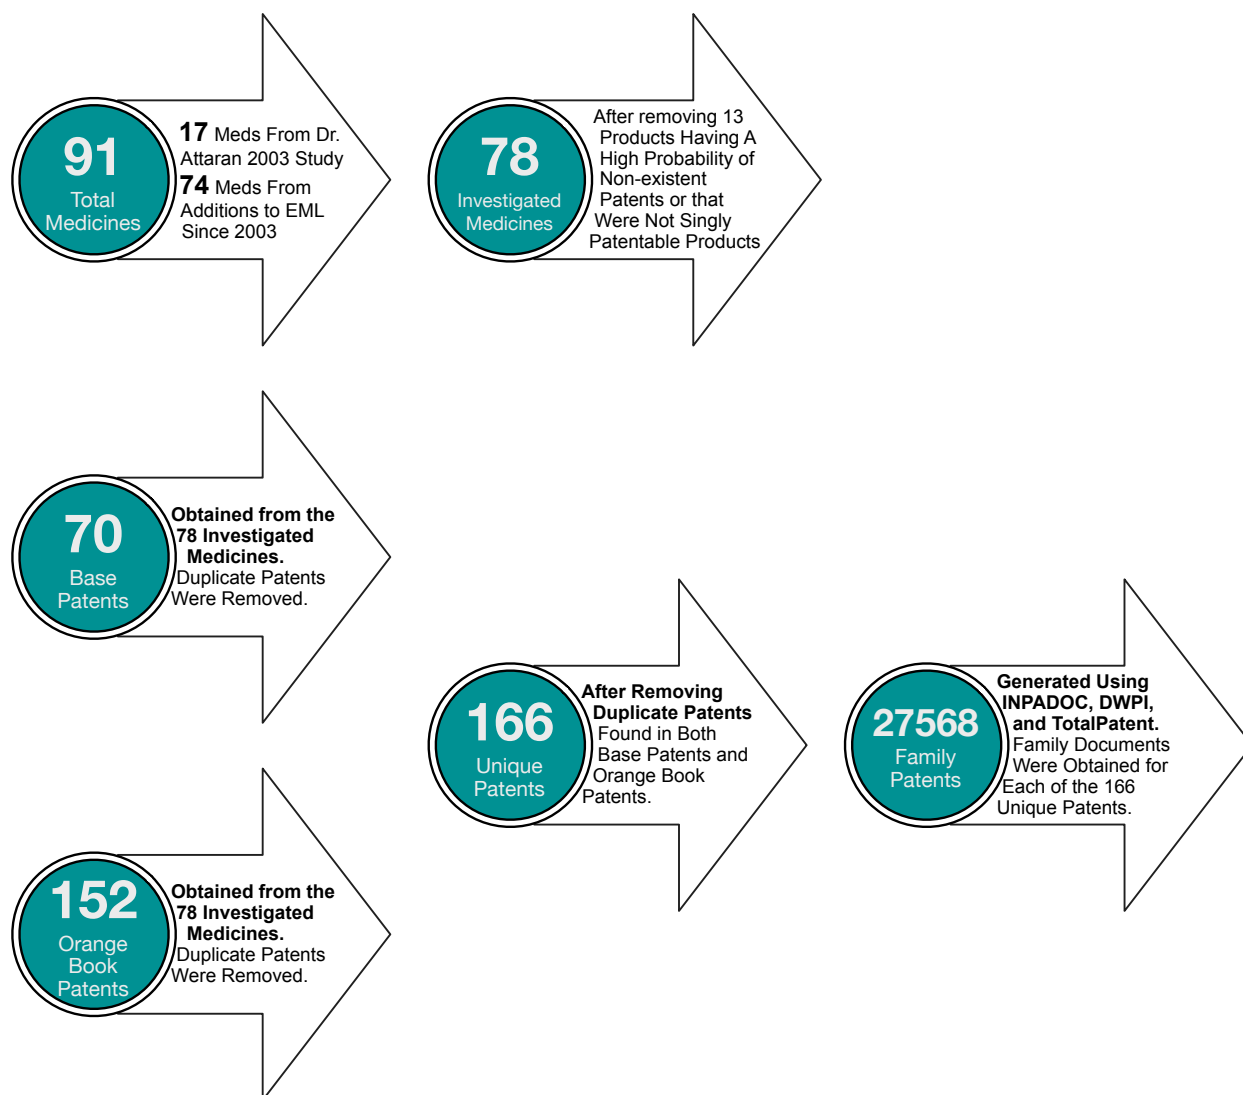 91
Total
Medicines
17 Meds From Dr.
Attaran 2003 Study
74 Meds From
Additions to EML
Since 2003
78
Investigated
Medicines
After removing 13
Products Having A
High Probability of
Non-existent
Patents or that
Were Not Singly
Patentable Products
70
Base
Patents
Obtained from the
78 Investigated
Medicines.
Duplicate Patents
Were Removed.
152
Orange
Book
Patents
Obtained from the
78 Investigated
Medicines.
Duplicate Patents
Were Removed.
166
Unique
Patents
After Removing
Duplicate Patents
Found in Both
Base Patents and
Orange Book
Patents.
27568
Family
Patents
Generated Using
INPADOC, DWPI,
and TotalPatent.
Family Documents
Were Obtained for
Each of the 166
Unique Patents.